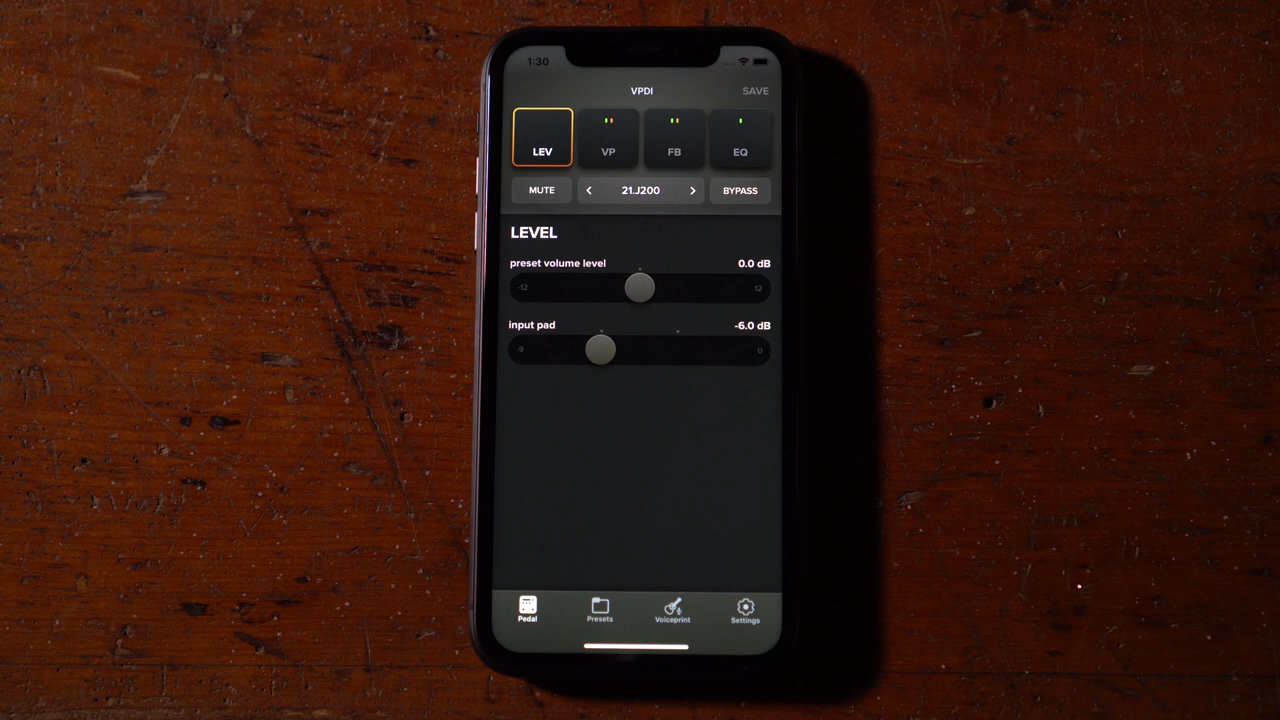 1:30
VPDI SAVE
LEV VP FB EQ
MUTE < 21.J200 > BYPASS
LEVEL
preset volume level 0.0 dB
-12 12
input pad -6.0 dB
-9 0
Pedal Presets Voiceprint Settings